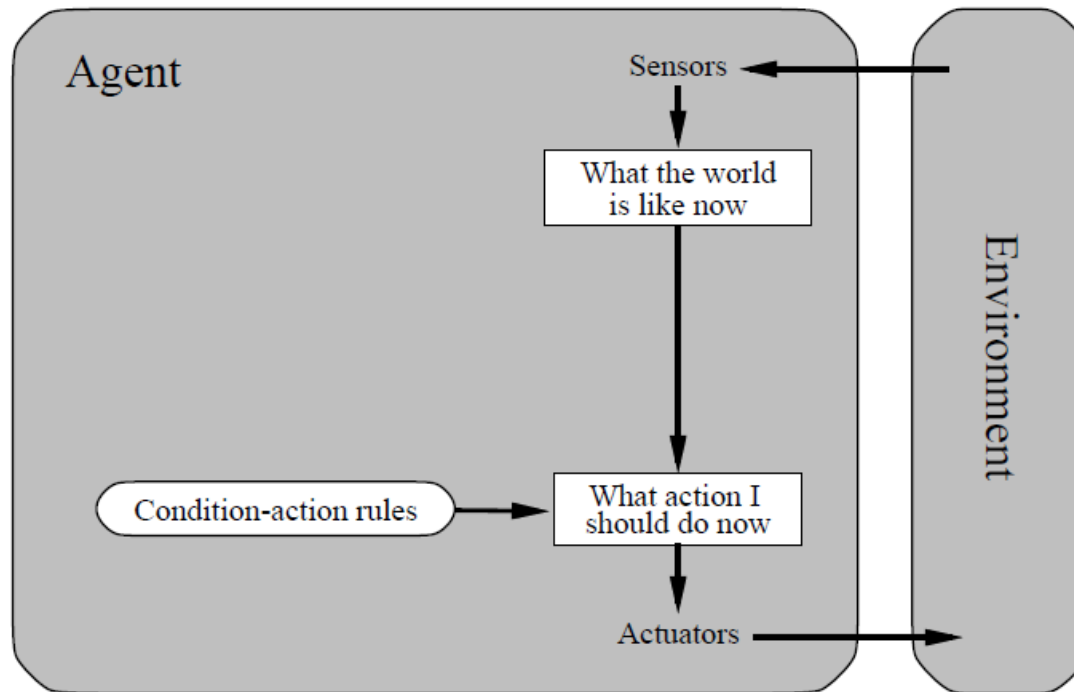 Agent
Sensors
What the world
is like now
Environment
Condition-action rules
What action I
should do now
Actuators